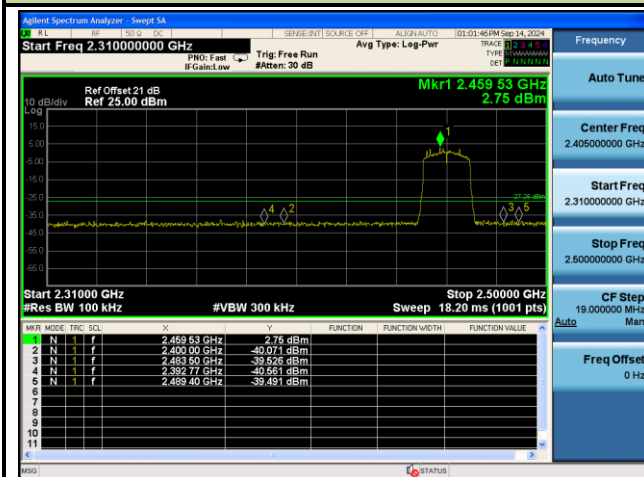 Agilent Spectrum Analyzer - Swept SA
RL RF 50 Ω DC SENSE:INT SOURCE OFF ALIGN AUTO 01:01:46 PM Sep 14, 2024
Start Freq 2.310000000 GHz
PNO: Fast
IFGain:Low
Trig: Free Run
#Atten: 30 dB
Avg Type: Log-Pwr
TRACE 1 2 3 4 5 6
TYPE M
DET P N N N N N
Ref Offset 21 dB
10 dB/div Ref 25.00 dBm
Log
Mkr1 2.459 53 GHz
2.75 dBm
15.0
5.00
-5.00
-15.0
-25.0
-35.0
-45.0
-55.0
-65.0
-27.25 dBm
1
4 2
3 5
Start 2.31000 GHz Stop 2.50000 GHz
#Res BW 100 kHz #VBW 300 kHz Sweep 18.20 ms (1001 pts)
MKR MODE TRC SCL X Y FUNCTION FUNCTION WIDTH FUNCTION VALUE
1 N 1 f 2.459 53 GHz 2.75 dBm
2 N 1 f 2.400 00 GHz -40.071 dBm
3 N 1 f 2.483 50 GHz -39.526 dBm
4 N 1 f 2.392 77 GHz -40.561 dBm
5 N 1 f 2.489 40 GHz -39.491 dBm
6
7
8
9
10
11
MSG STATUS
Frequency
Auto Tune
Center Freq
2.405000000 GHz
Start Freq
2.310000000 GHz
Stop Freq
2.500000000 GHz
CF Step
19.000000 MHz
Auto Man
Freq Offset
0 Hz